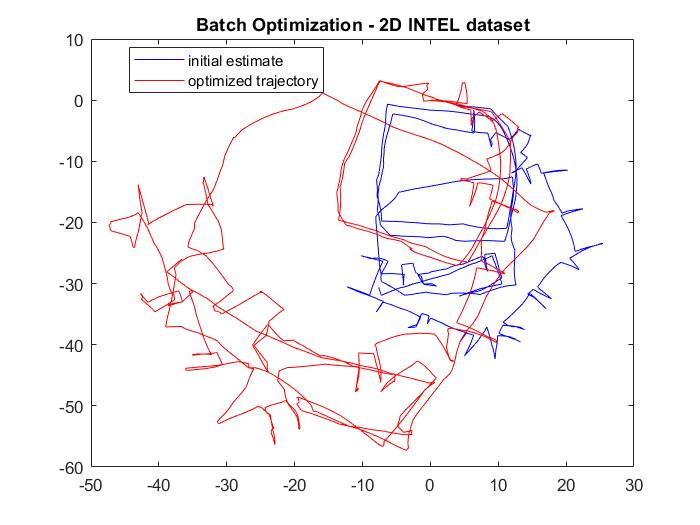 Batch Optimization - 2D INTEL dataset
initial estimate
optimized trajectory
10
0
-10
-20
-30
-40
-50
-60
-50 -40 -30 -20 -10 0 10 20 30